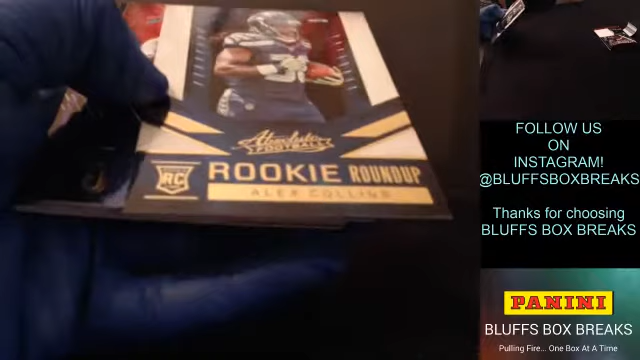 Absolute
FOOTBALL
RC
ROOKIE ROUNDUP
ALEX COLLINS
FOLLOW US
ON
INSTAGRAM!
@BLUFFSBOXBREAKS
Thanks for choosing
BLUFFS BOX BREAKS
PANINI
BLUFFS BOX BREAKS
Pulling Fire... One Box At A Time